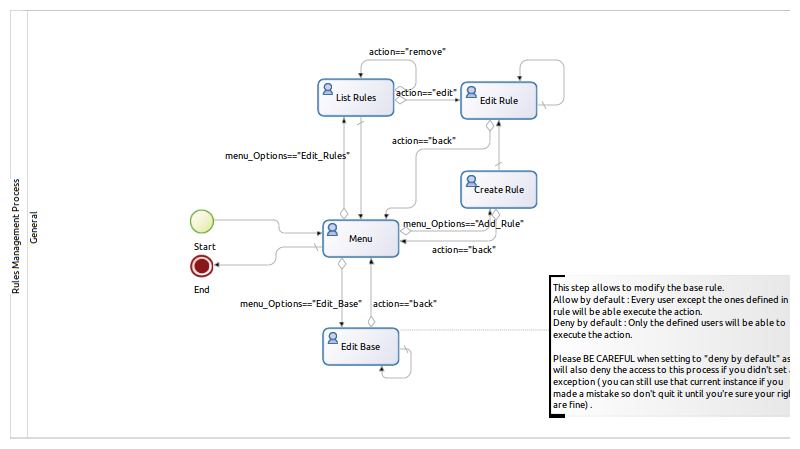 Rules Management Process
General
action=="remove"
List Rules
action=="edit"
Edit Rule
action=="back"
menu_Options=="Edit_Rules"
Create Rule
menu_Options=="Add_Rule"
Start
Menu
action=="back"
End
menu_Options=="Edit_Base"
action=="back"
Edit Base
This step allows to modify the base rule.
Allow by default : Every user except the ones defined in
rule will be able execute the action.
Deny by default : Only the defined users will be able to
execute the action.
Please BE CAREFUL when setting to "deny by default" as
will also deny the access to this process if you didn't set
exception ( you can still use that current instance if you
made a mistake so don't quit it until you're sure your
are fine) .